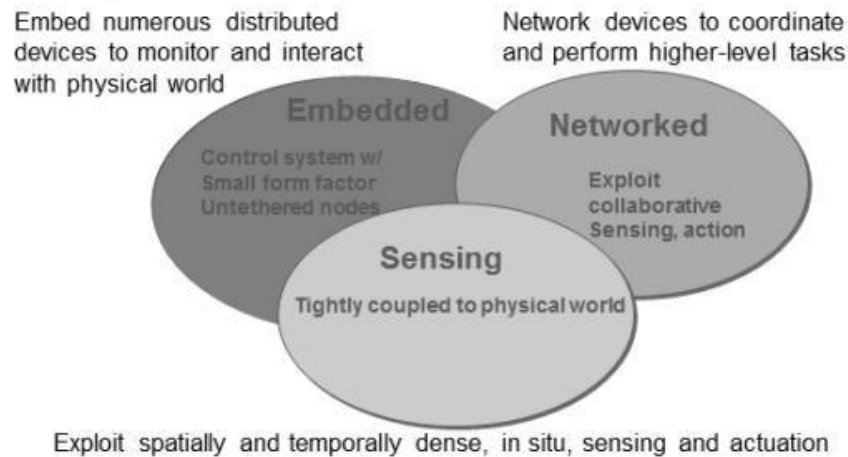 Embed numerous distributed
devices to monitor and interact
with physical world
Network devices to coordinate
and perform higher-level tasks
Embedded
Control system w/
Small form factor
Untethered nodes
Networked
Exploit
collaborative
Sensing, action
Sensing
Tightly coupled to physical world
Exploit spatially and temporally dense, in situ, sensing and actuation